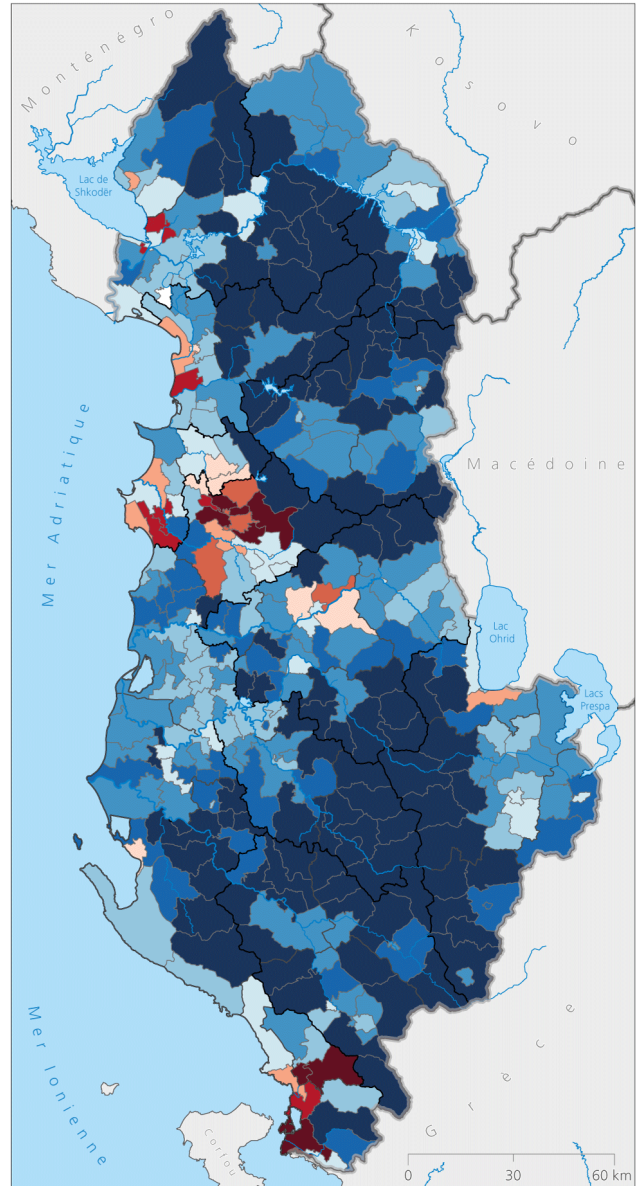 Monténégro
Kosovo
Lac de
Shkodër
Mer Adriatique
Macédoine
Lac
Ohrid
Lacs
Prespa
Mer Ionienne
Grèce
Corfou
0 30 60 km